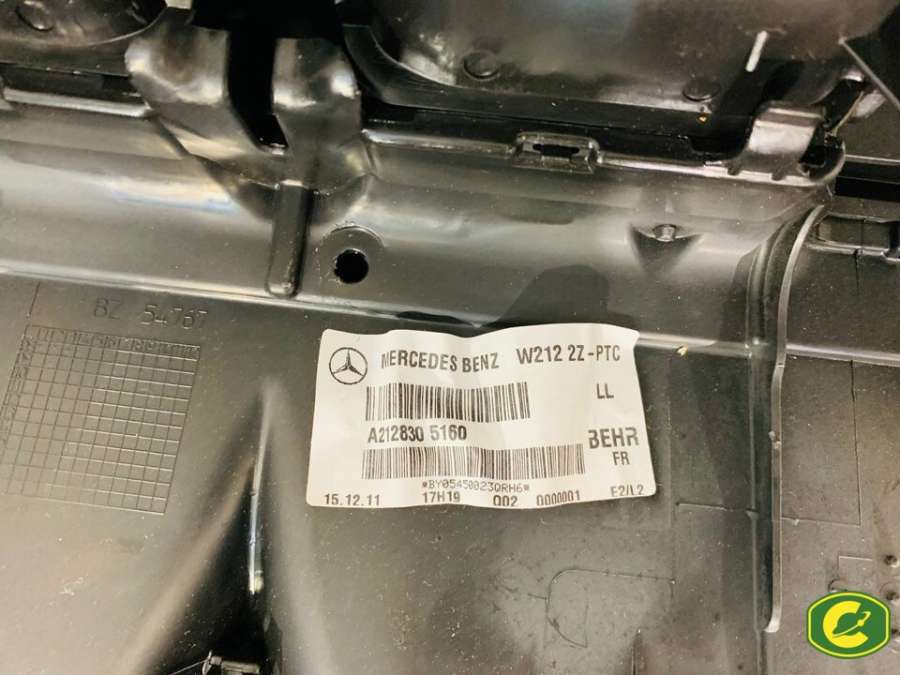 BZ 54767
MERCEDES BENZ W212 2Z-PTC
LL
A212830 5160
BEHR
FR
*BY05450023QRH6*
15.12.11 17H19 002 0000001 E2/L2